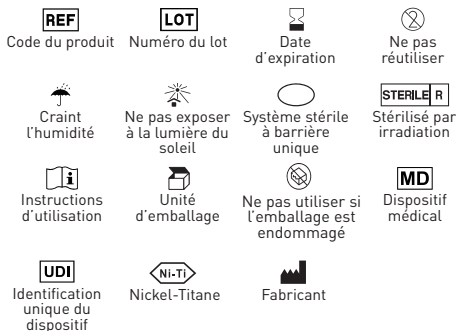 REF
LOT
Code du produit
Numéro du lot
Date
d'expiration
2
Ne pas
réutiliser
Craint
l'humidité
Ne pas exposer
à la lumière du
soleil
Système stérile
à barrière
unique
STERILE R
Stérilisé par
irradiation
i
Instructions
d'utilisation
Unité
d'emballage
Ne pas utiliser si
l'emballage est
endommagé
MD
Dispositif
médical
UDI
Identification
unique du
dispositif
Ni-Ti
Nickel-Titane
Fabricant